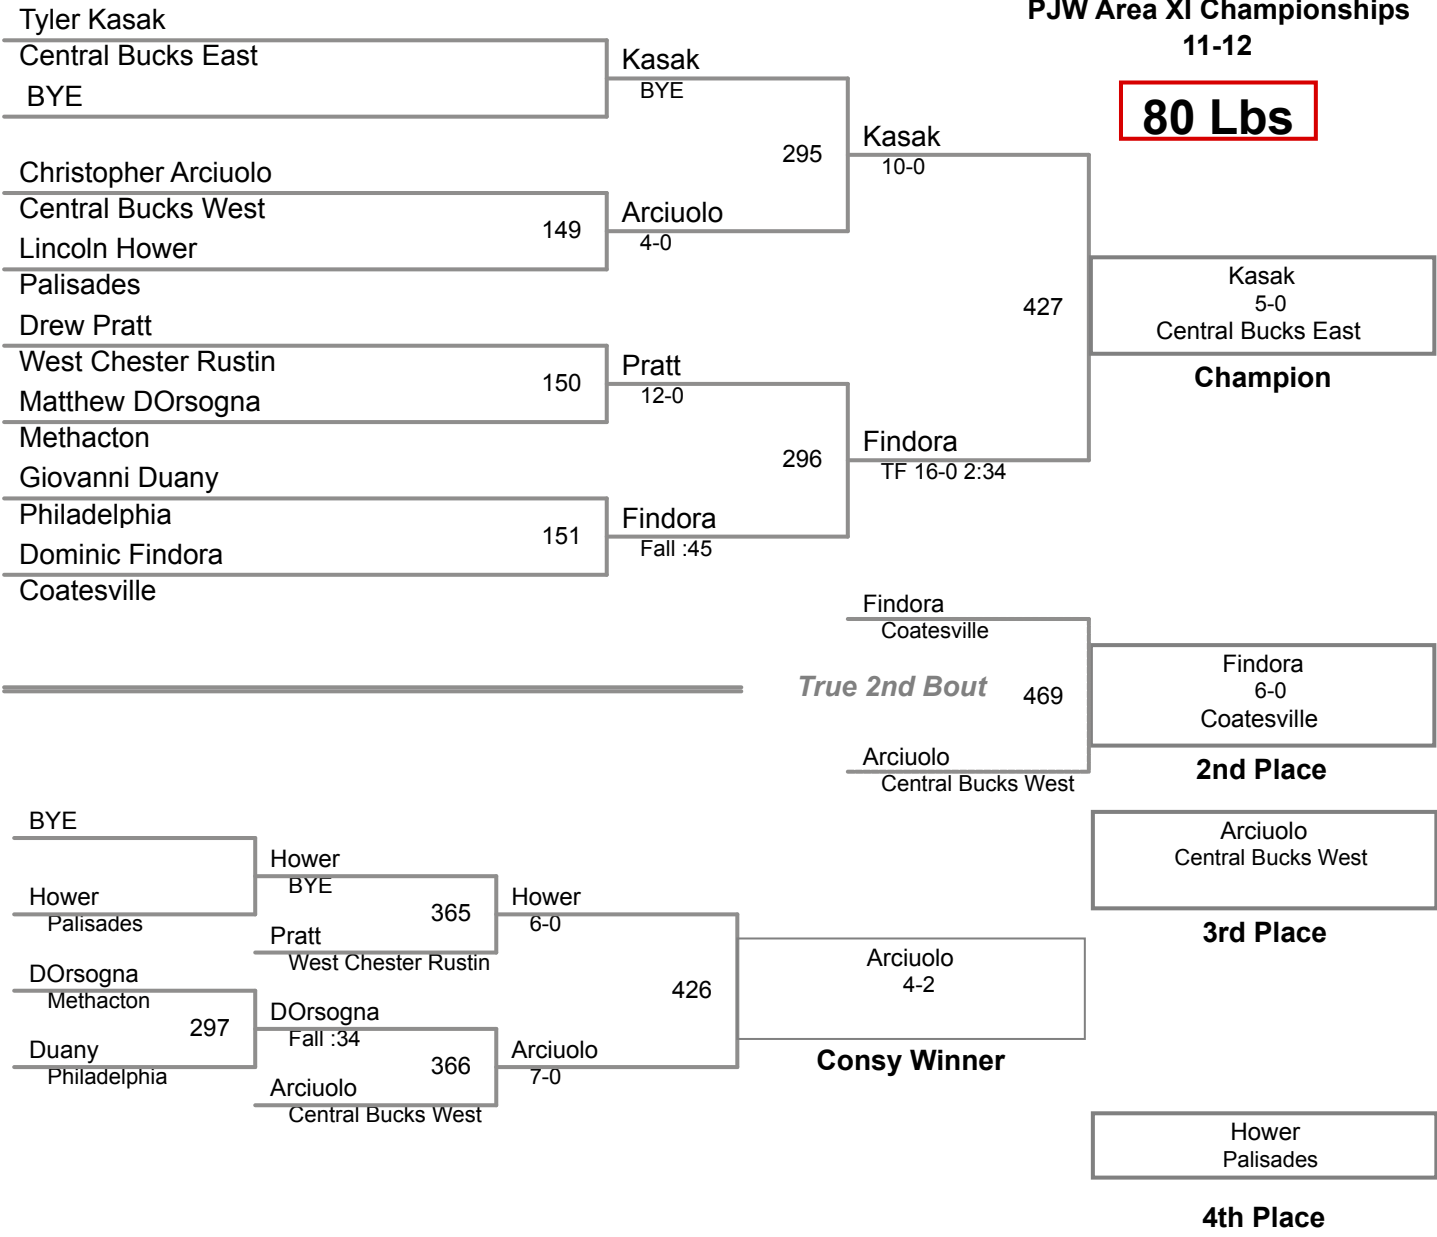 PJW Area XI Championships
11-12
80 Lbs
Tyler Kasak
Central Bucks East
BYE
Christopher Arciuolo
Central Bucks West
Lincoln Hower
Palisades
Drew Pratt
West Chester Rustin
Matthew DOrsogna
Methacton
Giovanni Duany
Philadelphia
Dominic Findora
Coatesville
149
150
151
Kasak
BYE
Arciuolo
4-0
Pratt
12-0
Findora
Fall :45
295
296
Kasak
10-0
Findora
TF 16-0 2:34
427
Kasak
5-0
Central Bucks East
Champion
Findora
Coatesville
True 2nd Bout
469
Arciuolo
Central Bucks West
Findora
6-0
Coatesville
2nd Place
BYE
Hower
Palisades
DOrsogna
Methacton
297
Duany
Philadelphia
Hower
BYE
365
Pratt
West Chester Rustin
DOrsogna
Fall :34
366
Arciuolo
Central Bucks West
Hower
6-0
426
Arciuolo
7-0
Arciuolo
4-2
Consy Winner
Arciuolo
Central Bucks West
3rd Place
Hower
Palisades
4th Place